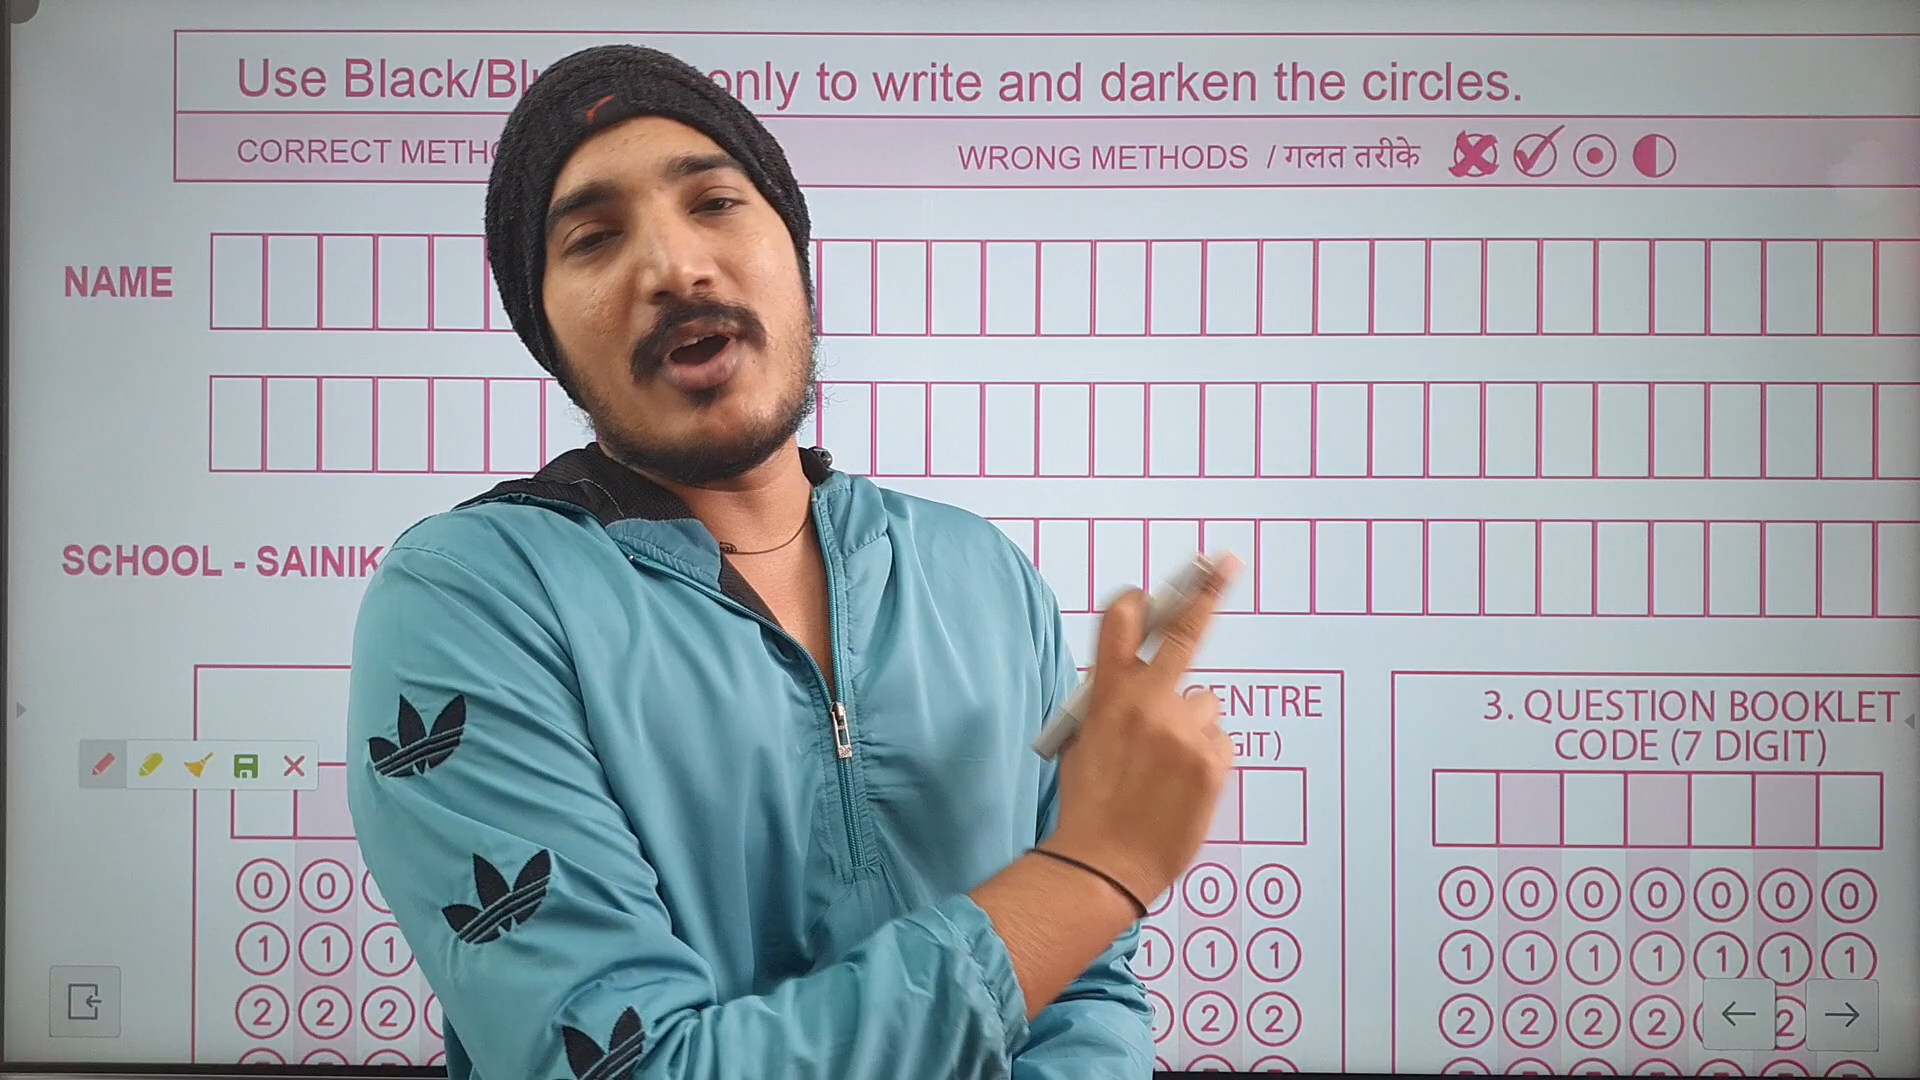 Use Black/Bl only to write and darken the circles.
CORRECT METHO WRONG METHODS / गलत तरीके
NAME
SCHOOL - SAINIK
CENTRE
GIT)
3. QUESTION BOOKLET
CODE (7 DIGIT)
0 0 0 0 0 0 0 0 0 0 0
1 1 1 1 1 1 1 1 1 1 1 1 1
2 2 2 2 2 2 2 2 2 2